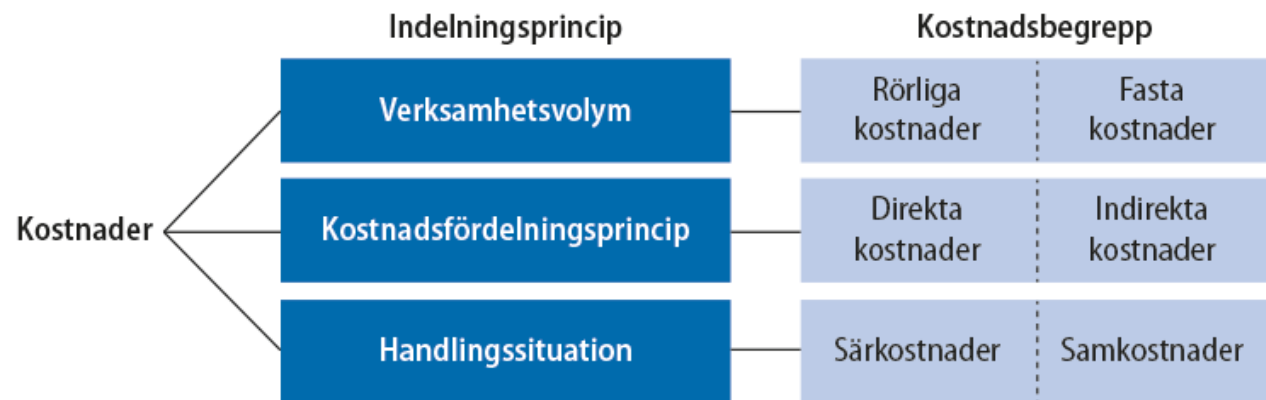 Indelningsprincip
Kostnadsbegrepp
Verksamhetsvolym
Rörliga
kostnader
Fasta
kostnader
Kostnader
Kostnadsfördelningsprincip
Direkta
kostnader
Indirekta
kostnader
Handlingssituation
Särkostnader
Samkostnader